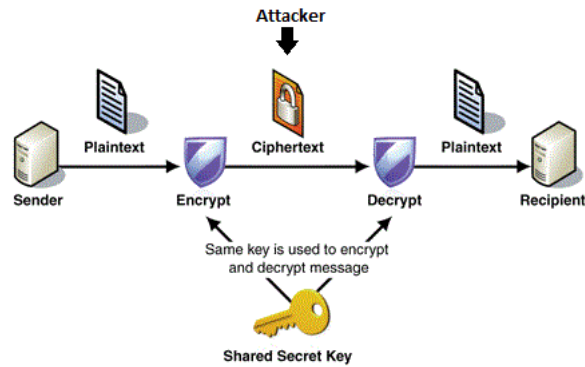 Attacker
Plaintext
Ciphertext
Plaintext
Sender
Encrypt
Decrypt
Recipient
Same key is used to encrypt
and decrypt message
Shared Secret Key